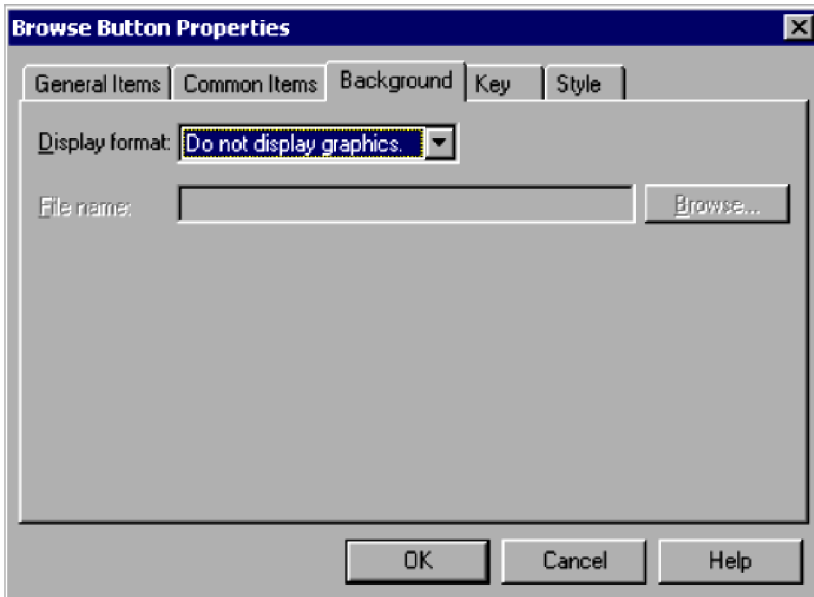 Browse Button Properties
General Items Common Items Background Key Style
Display format: Do not display graphics.
File name: Browse...
OK Cancel Help